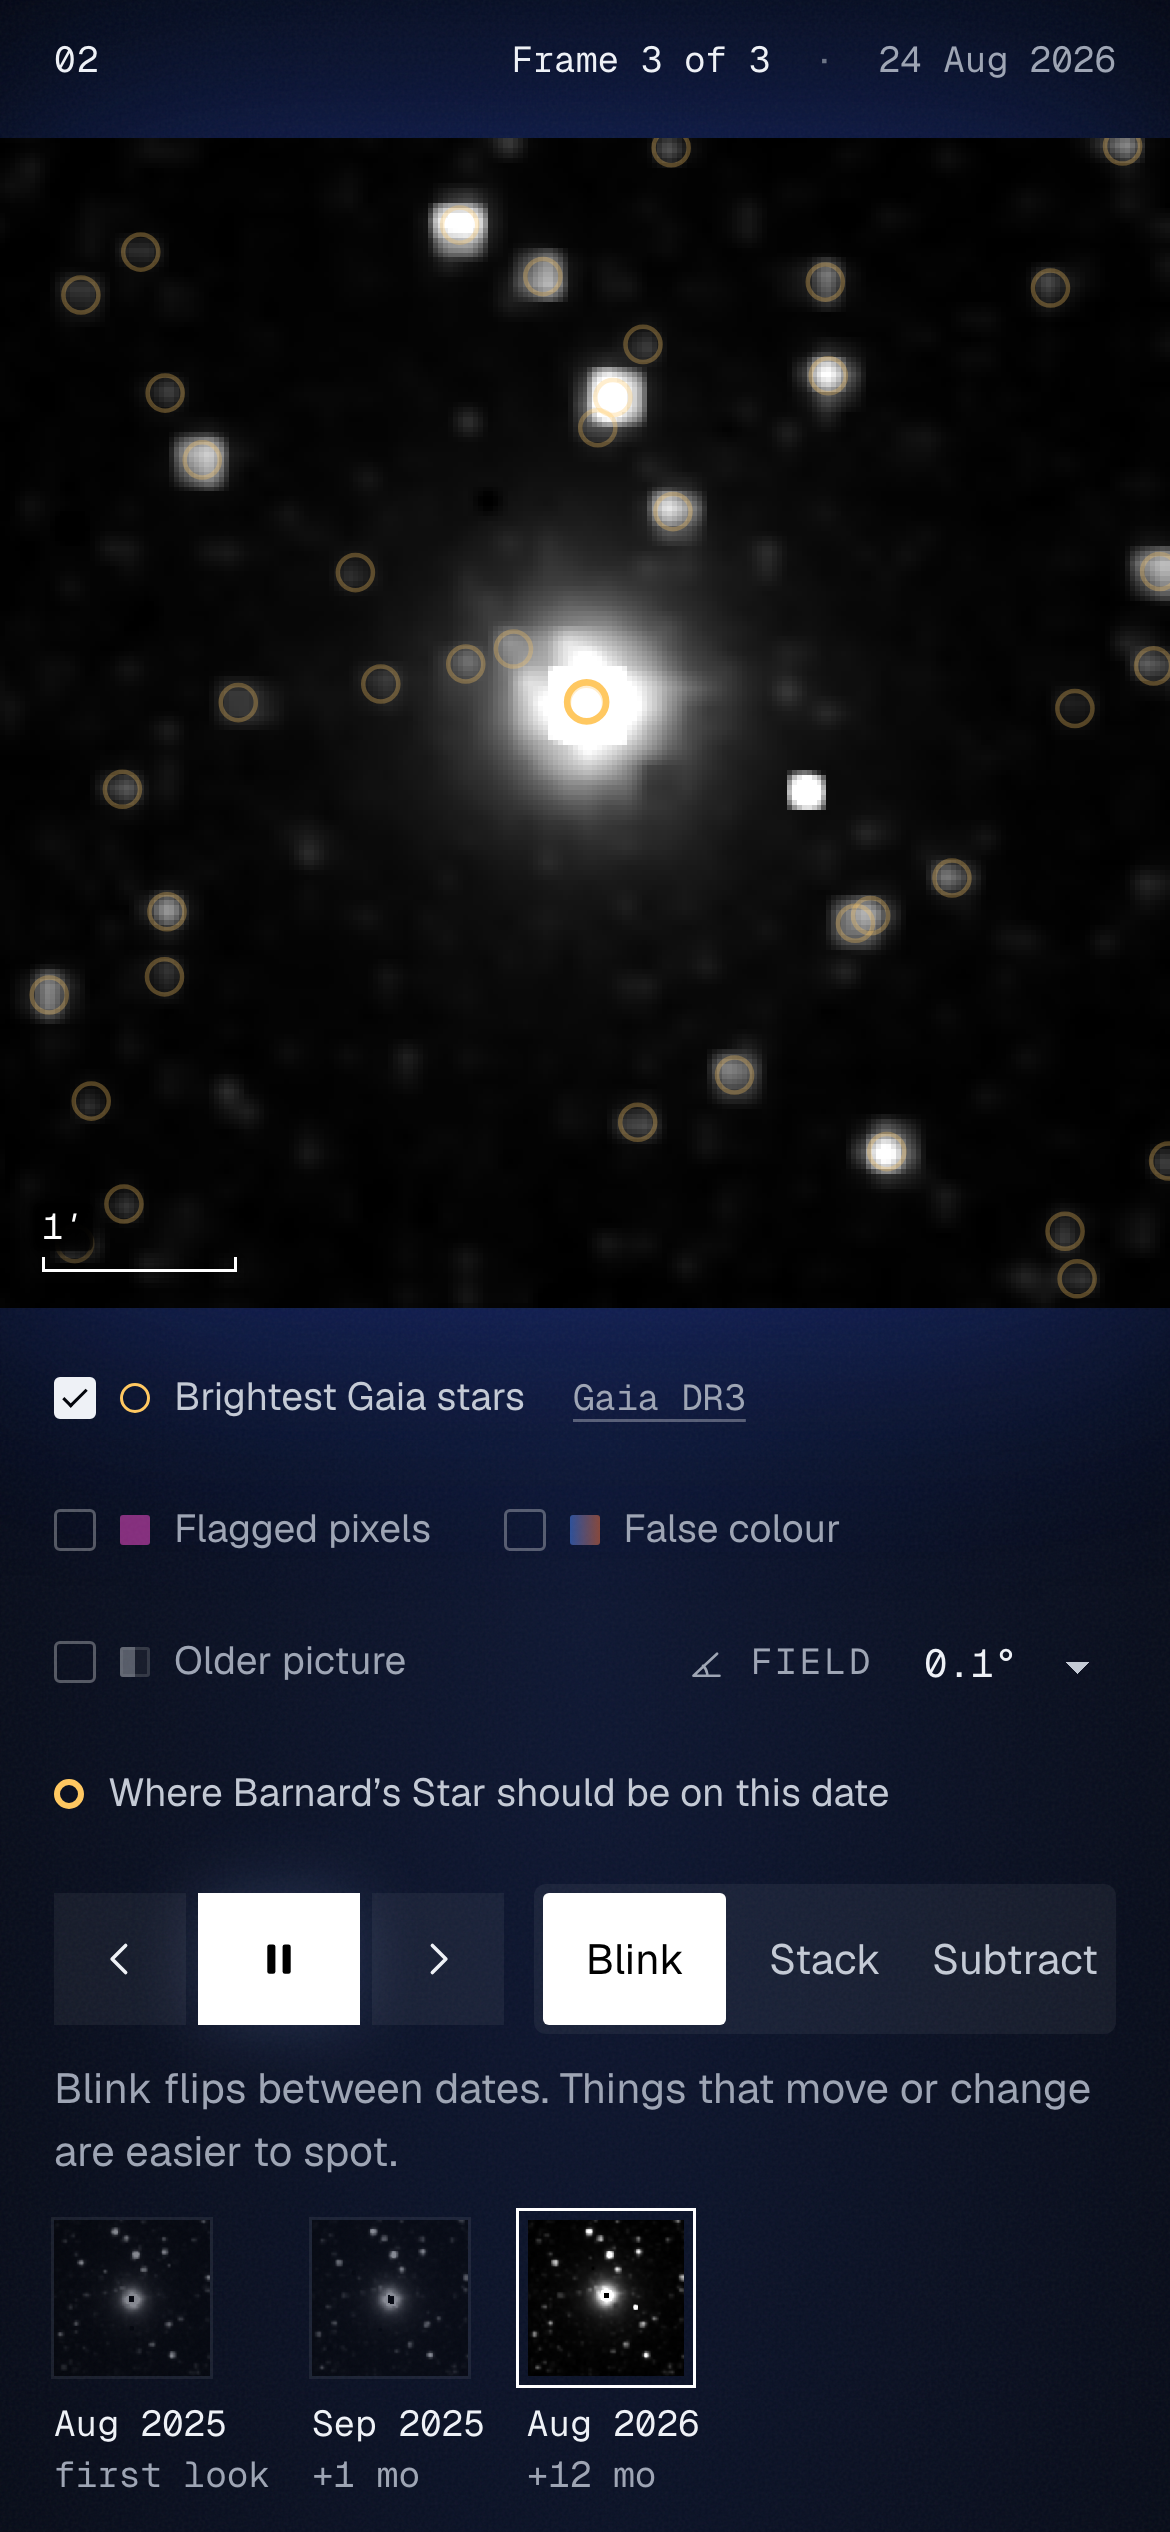 02
Frame 3 of 3 · 24 Aug 2026
1′
Brightest Gaia stars Gaia DR3
Flagged pixels False colour
Older picture FIELD 0.1°
Where Barnard’s Star should be on this date
Blink Stack Subtract
Blink flips between dates. Things that move or change
are easier to spot.
Aug 2025 Sep 2025 Aug 2026
first look +1 mo +12 mo